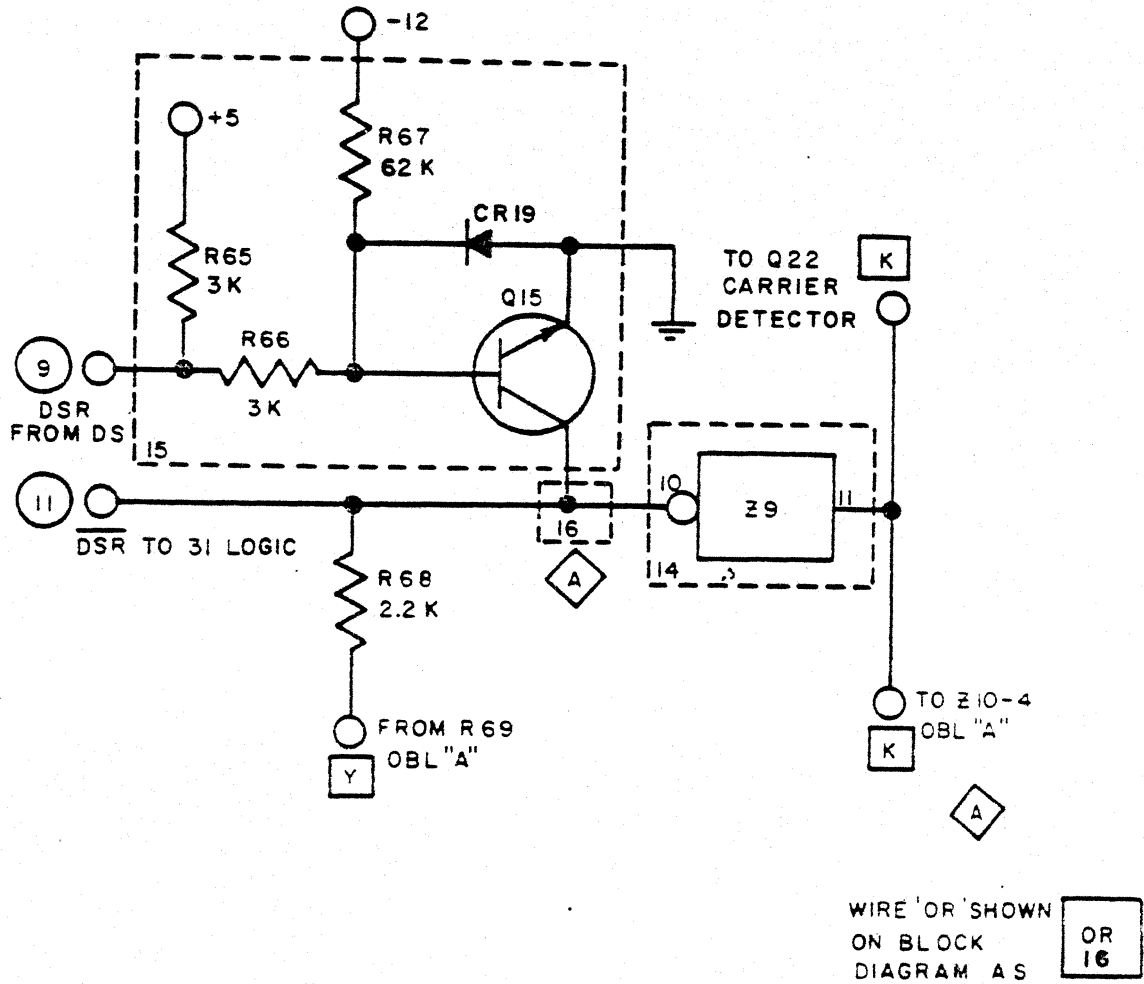 -12
+5
R67
62 K
CR19
R65
3K
Q15
TO Q22
CARRIER
DETECTOR
K
R66
3K
9
DSR
FROM DS
15
11
DSR TO 31 LOGIC
16
A
10
Z9
11
14
R68
2.2 K
FROM R69
OBL "A"
Y
TO Z10-4
OBL "A"
K
A
WIRE 'OR' SHOWN
ON BLOCK
DIAGRAM AS
OR
16